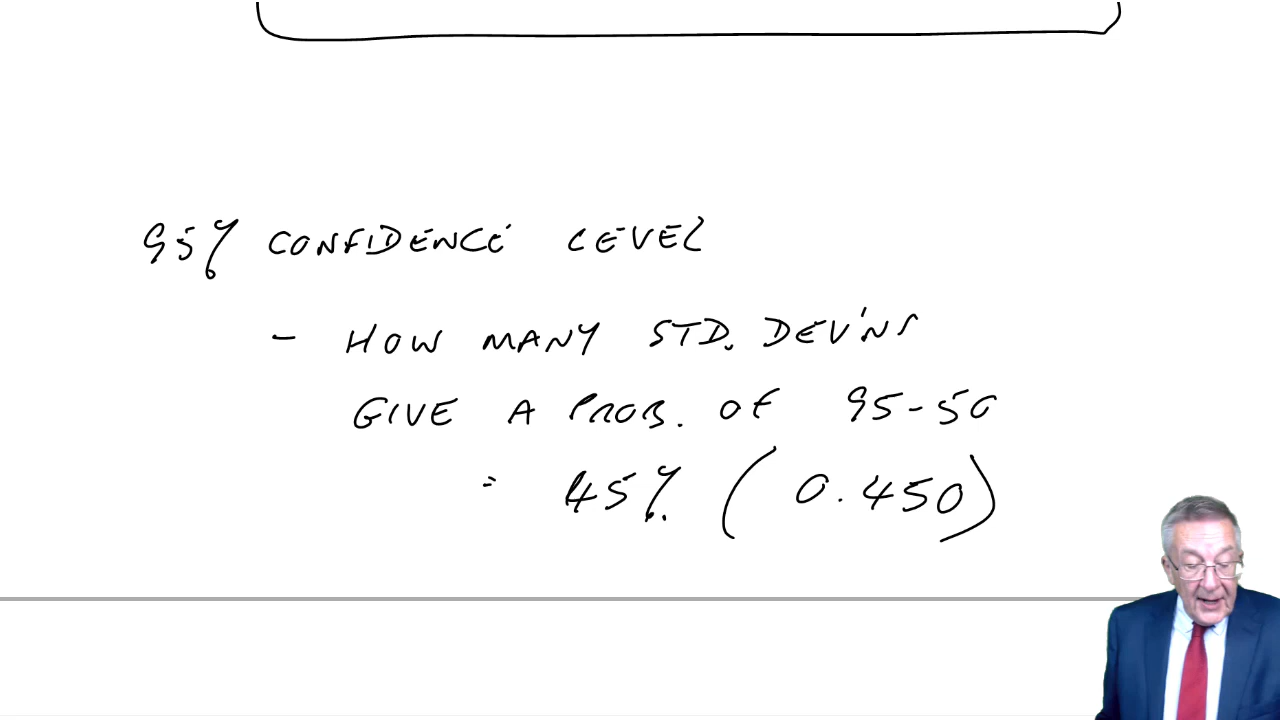 95% CONFIDENCE LEVEL
- HOW MANY STD. DEV'NS
GIVE A PROB. OF 95-50
= 45% (0.450)